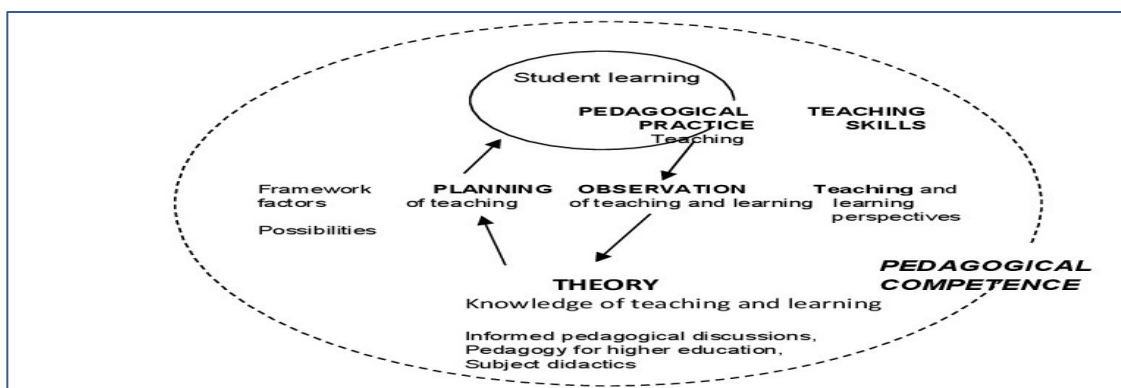 Student learning
PEDAGOGICAL
PRACTICE
Teaching
TEACHING
SKILLS
Framework
factors
Possibilities
PLANNING
of teaching
OBSERVATION
of teaching and learning
Teaching and
learning
perspectives
THEORY
Knowledge of teaching and learning
Informed pedagogical discussions,
Pedagogy for higher education,
Subject didactics
PEDAGOGICAL
COMPETENCE